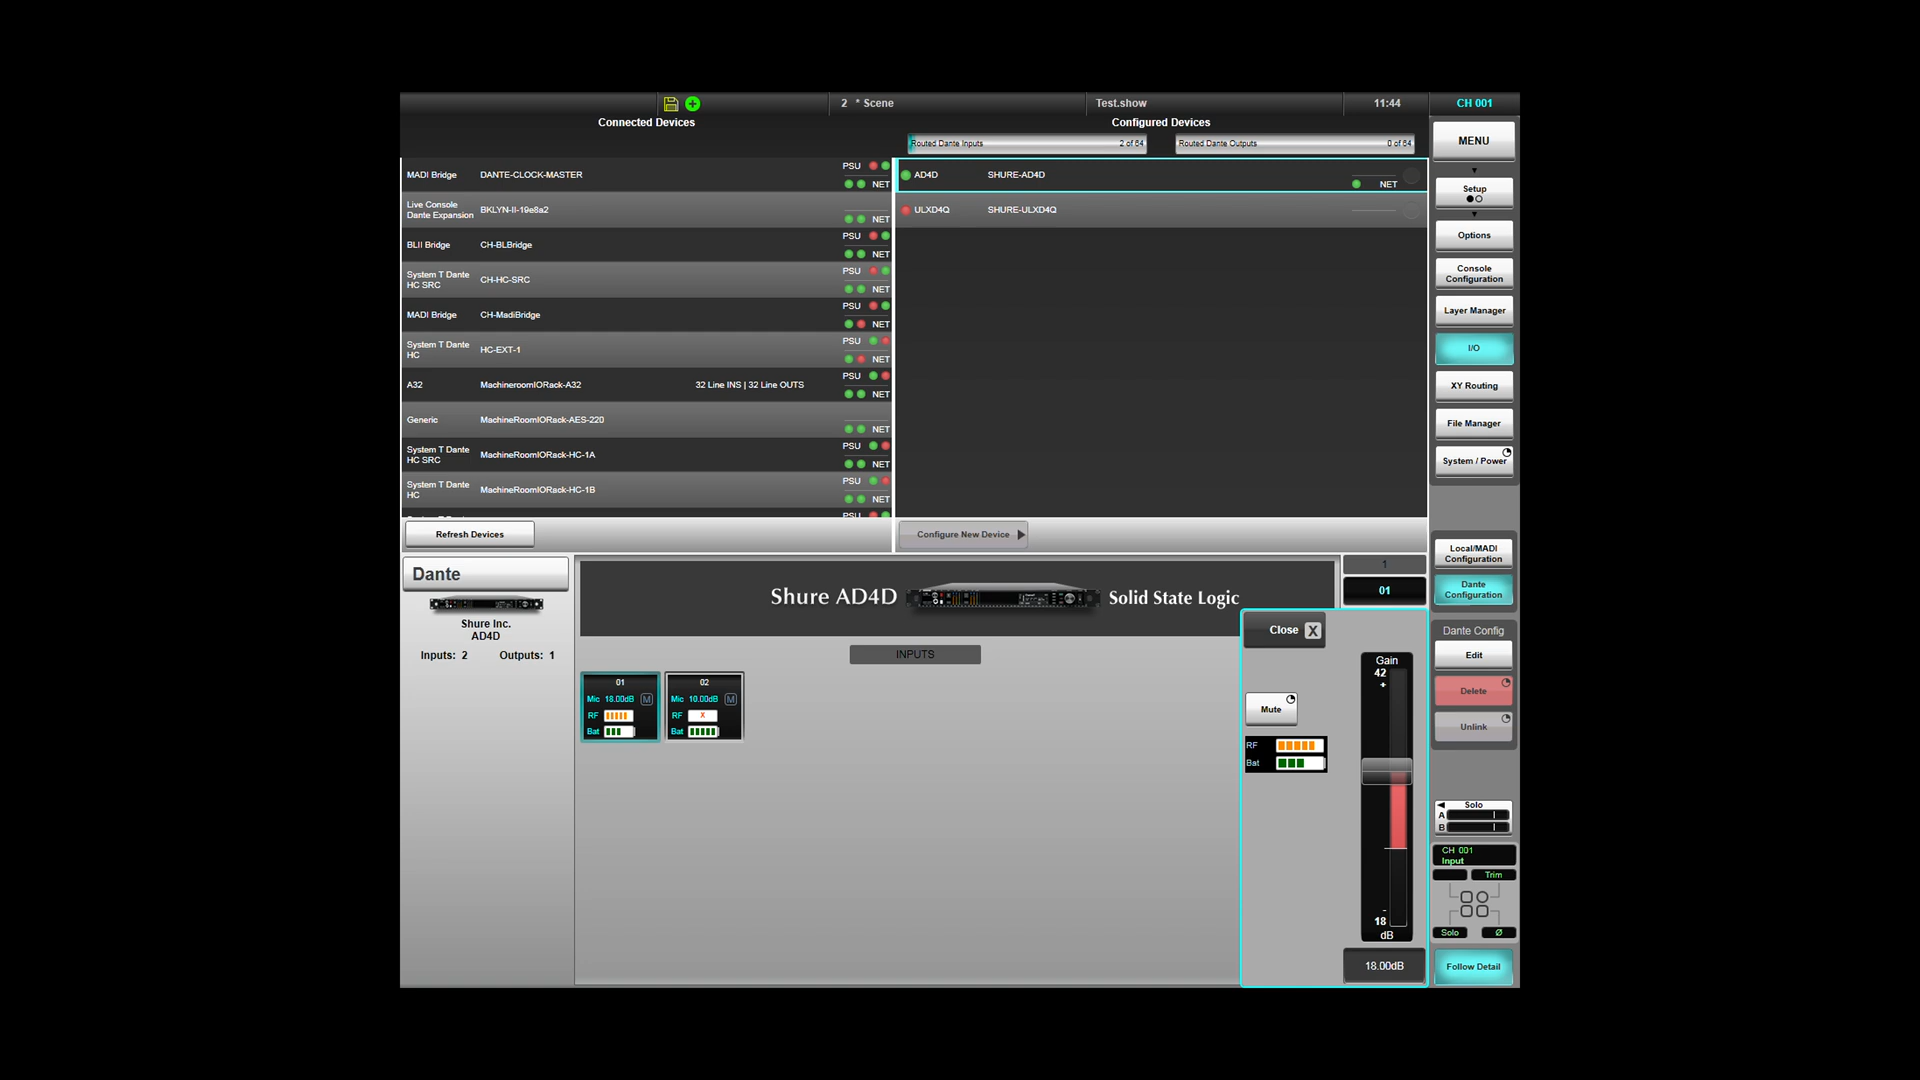 2 * Scene
Test.show
11:44
CH 001
Connected Devices
Configured Devices
Routed Dante Inputs 2 of 64
Routed Dante Outputs 0 of 64
MADI Bridge DANTE-CLOCK-MASTER PSU NET
Live Console Dante Expansion BKLYN-II-19e8a2 NET
BLII Bridge CH-BLBridge PSU NET
System T Dante HC SRC CH-HC-SRC PSU NET
MADI Bridge CH-MadiBridge PSU NET
System T Dante HC HC-EXT-1 PSU NET
A32 MachineroomIORack-A32 32 Line INS | 32 Line OUTS PSU NET
Generic MachineRoomIORack-AES-220 NET
System T Dante HC SRC MachineRoomIORack-HC-1A PSU NET
System T Dante HC MachineRoomIORack-HC-1B PSU NET
PSU
AD4D SHURE-AD4D NET
ULXD4Q SHURE-ULXD4Q
Refresh Devices
Configure New Device
MENU
Setup
Options
Console
Configuration
Layer Manager
I/O
XY Routing
File Manager
System / Power
Local/MADI
Configuration
Dante
Configuration
Dante Config
Edit
Delete
Unlink
Solo
A
B
CH 001
Input
Trim
Solo Ø
Follow Detail
Dante
Shure Inc.
AD4D
Inputs: 2 Outputs: 1
Shure AD4D
Solid State Logic
1
01
INPUTS
01
Mic 18.00dB M
RF
Bat
02
Mic 10.00dB M
RF X
Bat
Close X
Mute
RF
Bat
Gain
42
+
-
18
dB
18.00dB